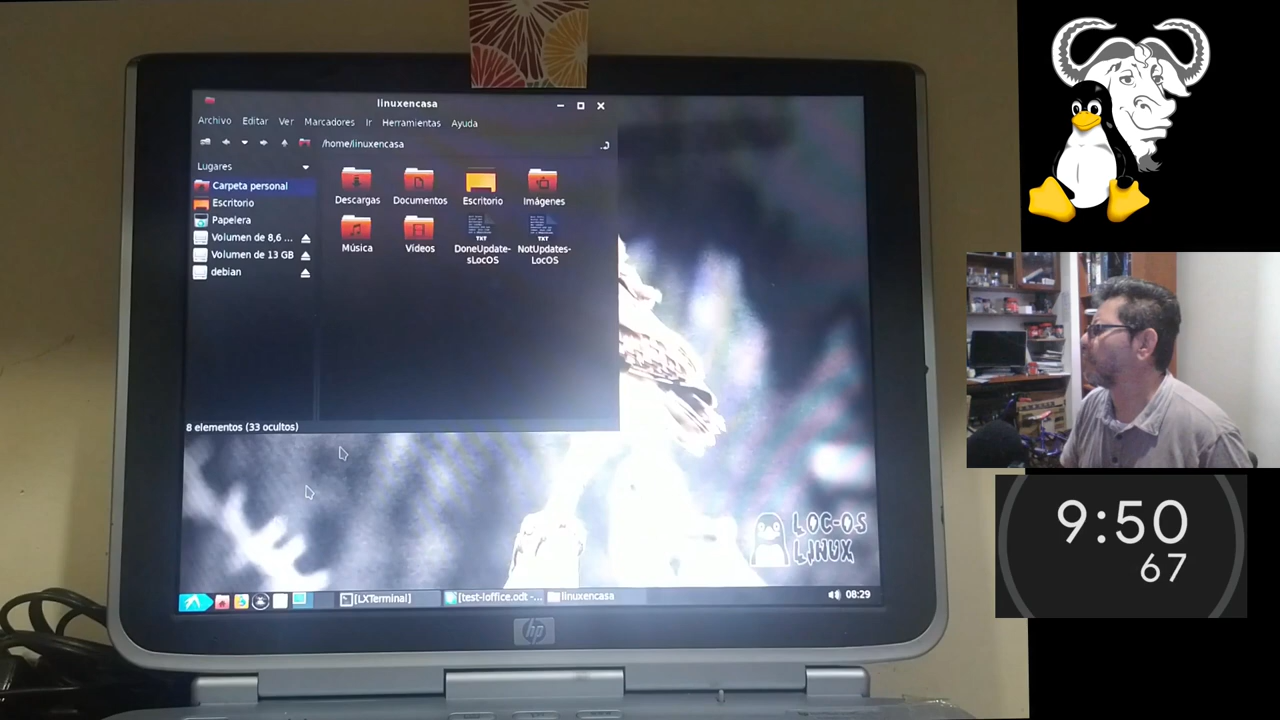 linuxencasa
Archivo Editar Ver Marcadores Ir Herramientas Ayuda
/home/linuxencasa
Lugares
Carpeta personal
Escritorio
Papelera
Volumen de 8,6 ...
Volumen de 13 GB
debian
Descargas Documentos Escritorio Imágenes
TXT TXT
Música Vídeos DoneUpdate- NotUpdates-
sLocOS LocOS
8 elementos (33 ocultos)
LOC-OS
LINUX
[LXTerminal] [test-loffice.odt -... linuxencasa 08:29
hp
9:50
67